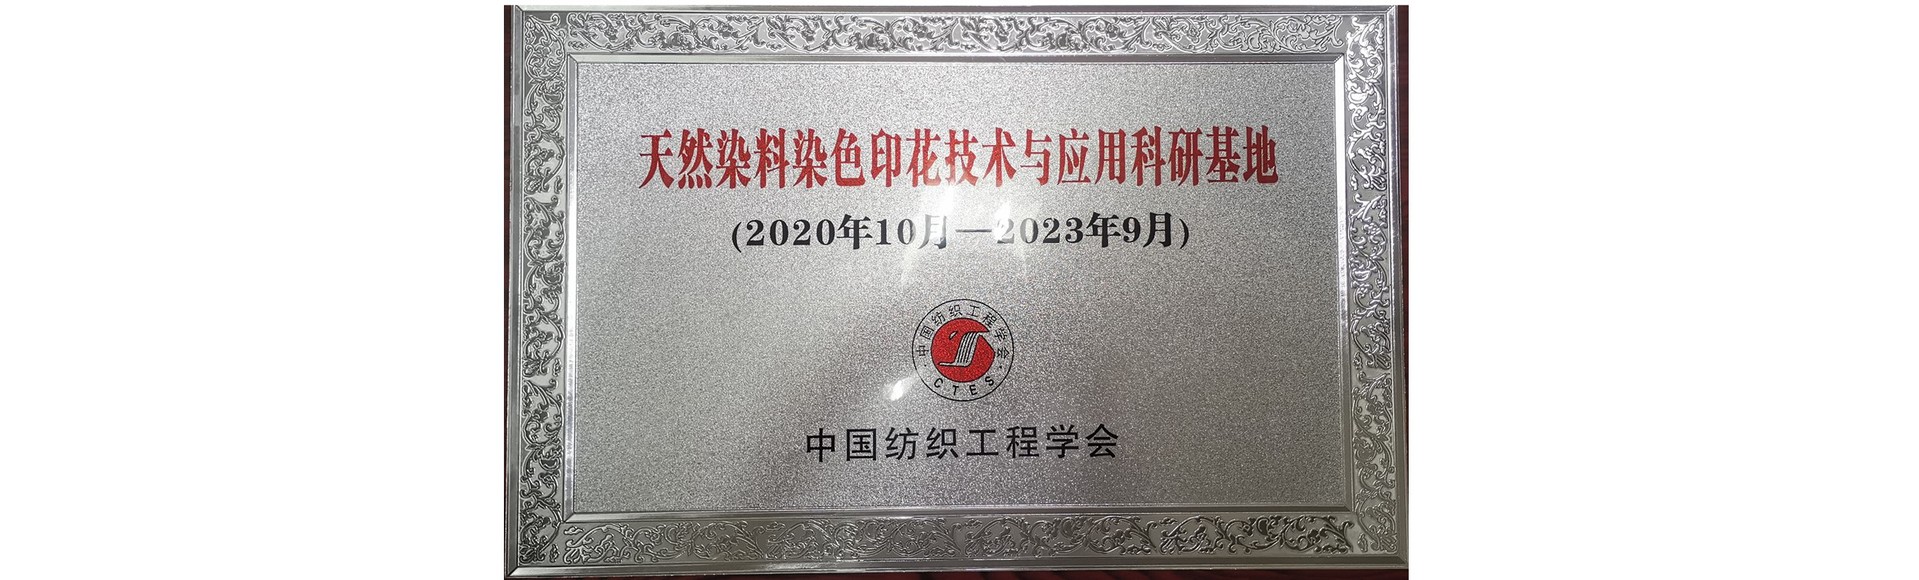 天然染料染色印花技术与应用科研基地
(2020年10月—2023年9月)
中国纺织工程学会
CTES
中国纺织工程学会